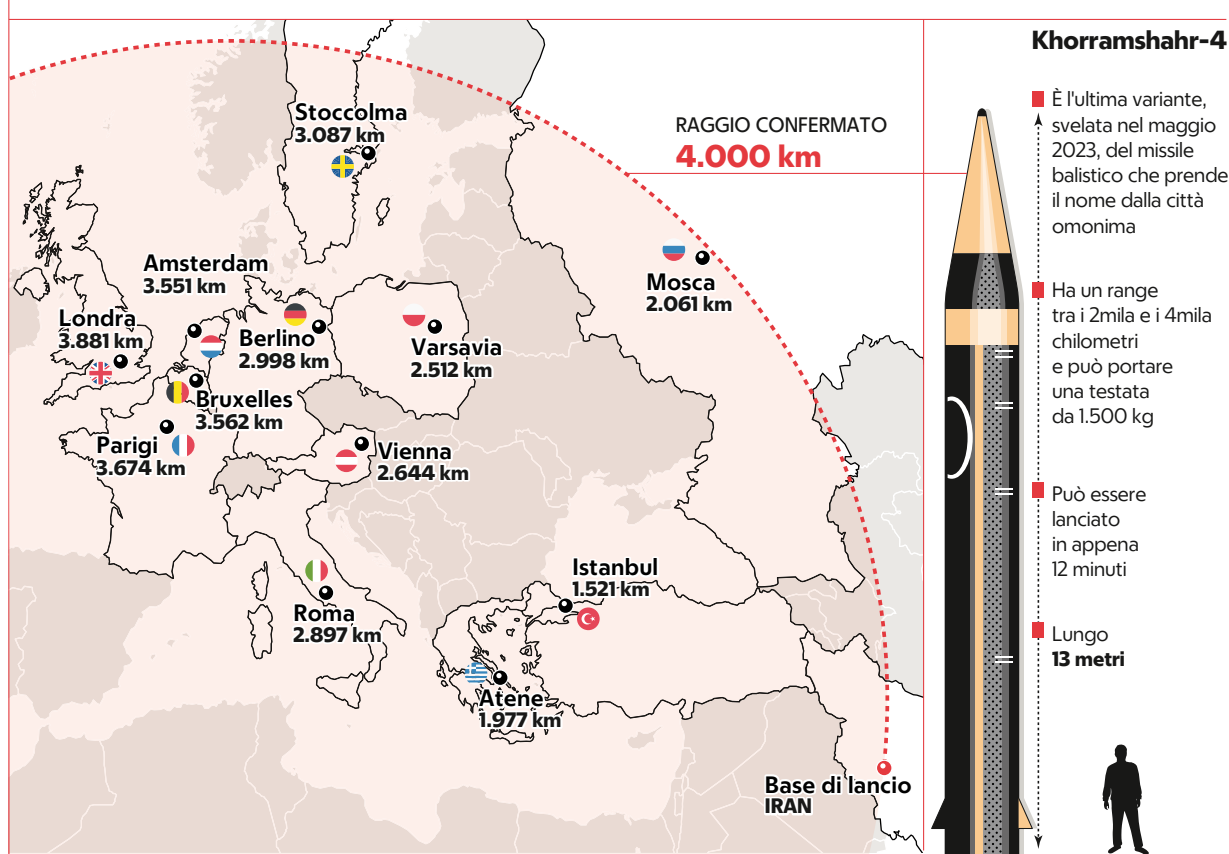 Khorramshahr-4
Stoccolma
3.087 km
RAGGIO CONFERMATO
4.000 km
Mosca
2.061 km
Amsterdam
3.551 km
Londra
3.881 km
Berlino
2.998 km
Varsavia
2.512 km
Bruxelles
3.562 km
Parigi
3.674 km
Vienna
2.644 km
Roma
2.897 km
Istanbul
1.521 km
Atene
1.977 km
Base di lancio
IRAN
È l'ultima variante,
svelata nel maggio
2023, del missile
balistico che prende
il nome dalla città
omonima
Ha un range
tra i 2mila e i 4mila
chilometri
e può portare
una testata
da 1.500 kg
Può essere
lanciato
in appena
12 minuti
Lungo
13 metri